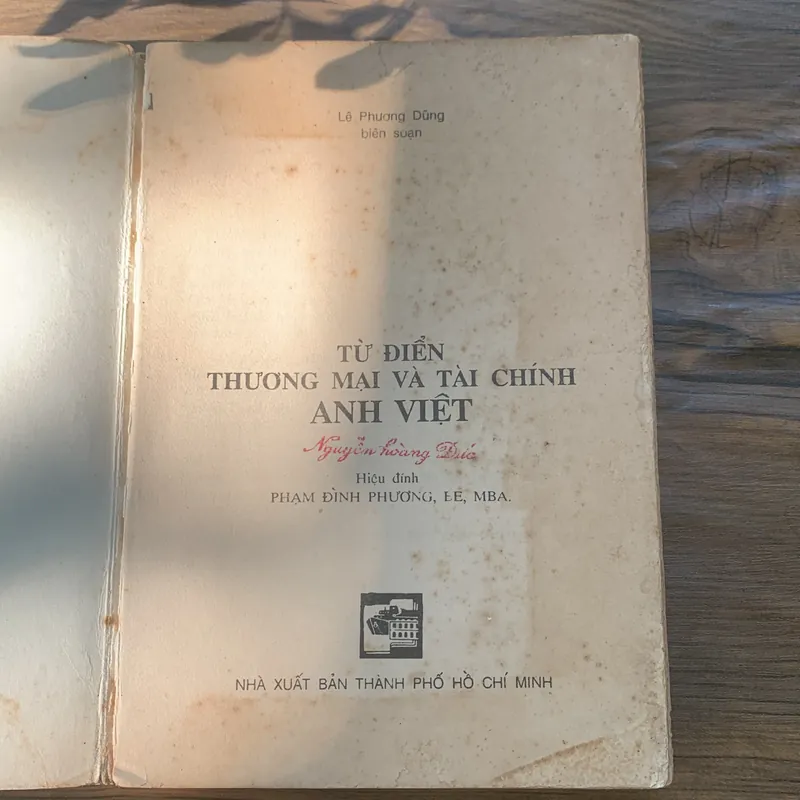 Lê Phương Dũng
biên soạn
TỪ ĐIỂN
THƯƠNG MẠI VÀ TÀI CHÍNH
ANH VIỆT
Nguyễn hoàng Đức
Hiệu đính
PHẠM ĐÌNH PHƯƠNG, EE, MBA.
NHÀ XUẤT BẢN THÀNH PHỐ HỒ CHÍ MINH